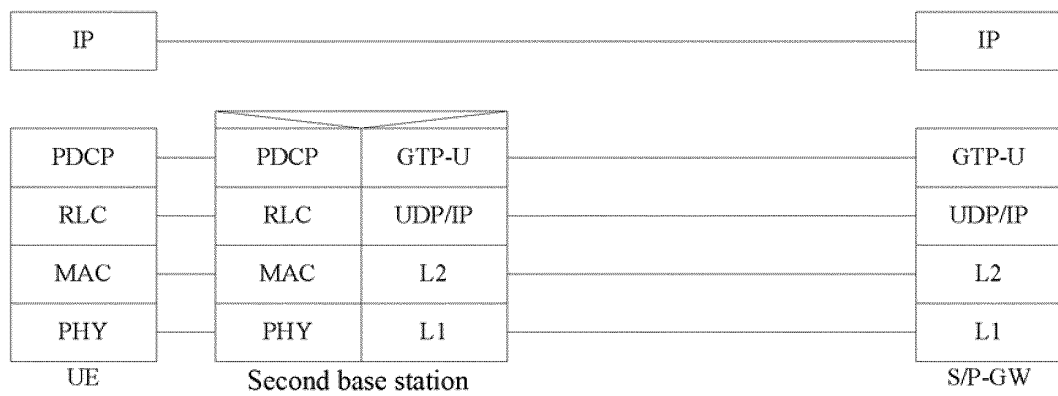 IP IP
PDCP PDCP GTP-U GTP-U
RLC RLC UDP/IP UDP/IP
MAC MAC L2 L2
PHY PHY L1 L1
UE Second base station S/P-GW